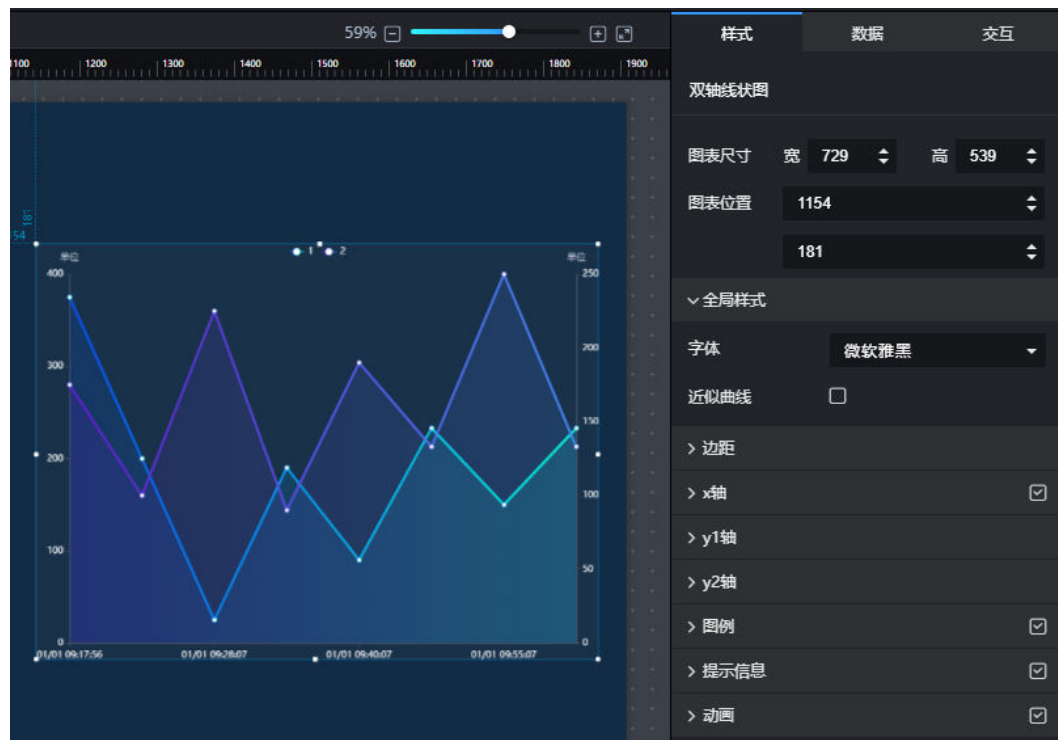 59%
样式 数据 交互
1100 1200 1300 1400 1500 1600 1700 1800 1900
双轴线状图
图表尺寸 宽 729 高 539
图表位置 1154
181
181
154
全局样式
字体 微软雅黑
近似曲线
边距
x轴
y1轴
y2轴
图例
提示信息
动画
1 2
单位 单位
400 250
200
300
150
200
100
100
50
0 0
01/01 09:17:56 01/01 09:28:07 01/01 09:40:07 01/01 09:55:07